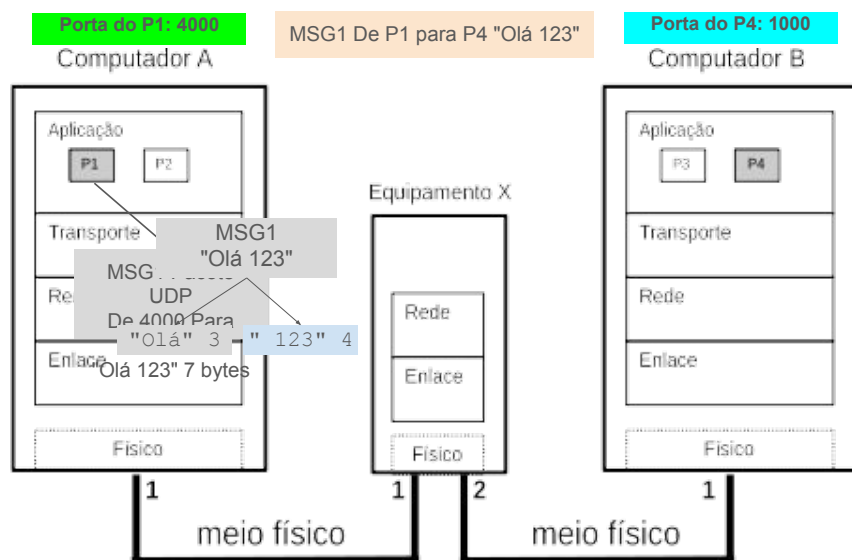 Porta do P1: 4000
MSG1 De P1 para P4 "Olá 123"
Porta do P4: 1000
Computador A
Computador B
Aplicação
P1
P2
Aplicação
P3
P4
Equipamento X
Transporte
MSG1
"Olá 123"
Transporte
MSG1
UDP
De 4000 Para
Rede
Rede
"Olá" 3
" 123" 4
Enlace
Olá 123" 7 bytes
Enlace
Enlace
Físico
Físico
Físico
1
1
2
1
meio físico
meio físico